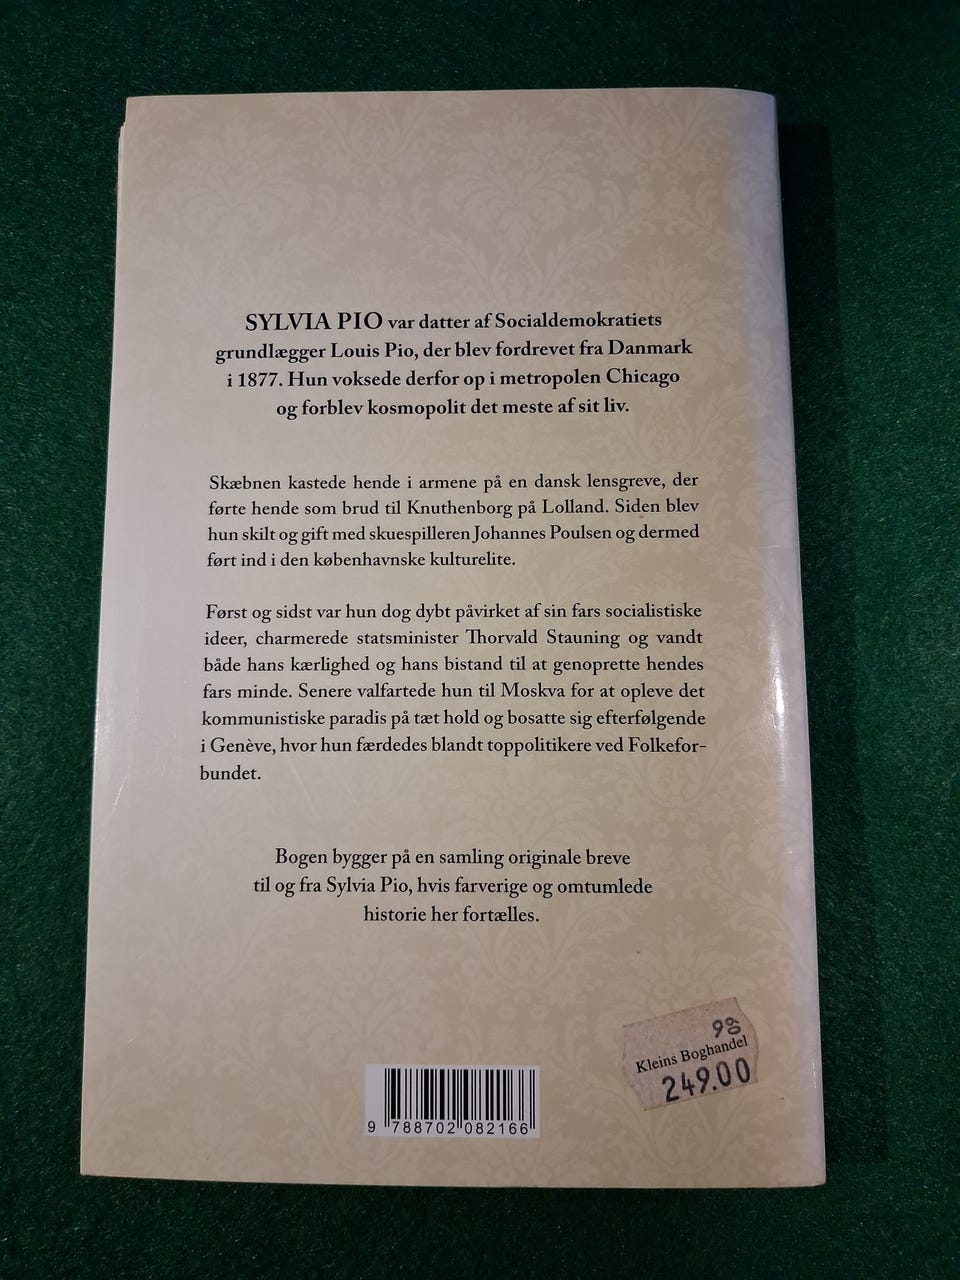 SYLVIA PIO var datter af Socialdemokratiets
grundlægger Louis Pio, der blev fordrevet fra Danmark
i 1877. Hun voksede derfor op i metropolen Chicago
og forblev kosmopolit det meste af sit liv.
Skæbnen kastede hende i armene på en dansk lensgreve, der
førte hende som brud til Knuthenborg på Lolland. Siden blev
hun skilt og gift med skuespilleren Johannes Poulsen og dermed
ført ind i den københavnske kulturelite.
Først og sidst var hun dog dybt påvirket af sin fars socialistiske
ideer, charmerede statsminister Thorvald Stauning og vandt
både hans kærlighed og hans bistand til at genoprette hendes
fars minde. Senere valfartede hun til Moskva for at opleve det
kommunistiske paradis på tæt hold og bosatte sig efterfølgende
i Genève, hvor hun færdedes blandt toppolitikere ved Folkefor-
bundet.
Bogen bygger på en samling originale breve
til og fra Sylvia Pio, hvis farverige og omtumlede
historie her fortælles.
Kleins Boghandel
249.00
9 788702 082166